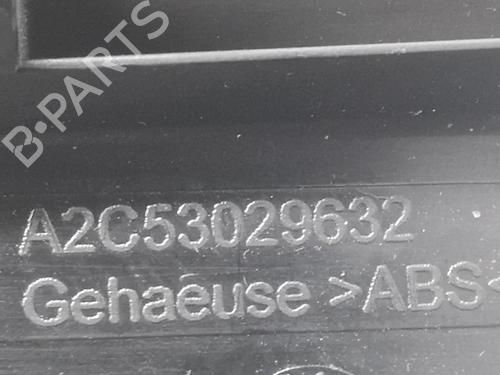 B-PARTS
A2C53029632
Gehaeuse >ABS<